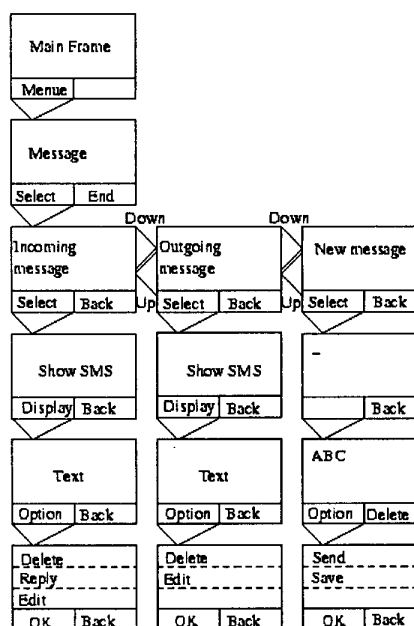 Main Frame
Menue
Message
Select End
Down Down
Incoming Outgoing New message
message message
Select Back Up Select Back Up Select Back
Show SMS Show SMS –
Display Back Display Back Back
Text Text ABC
Option Back Option Back Option Delete
Delete Delete Send
Reply Edit Save
Edit
OK Back OK Back OK Back